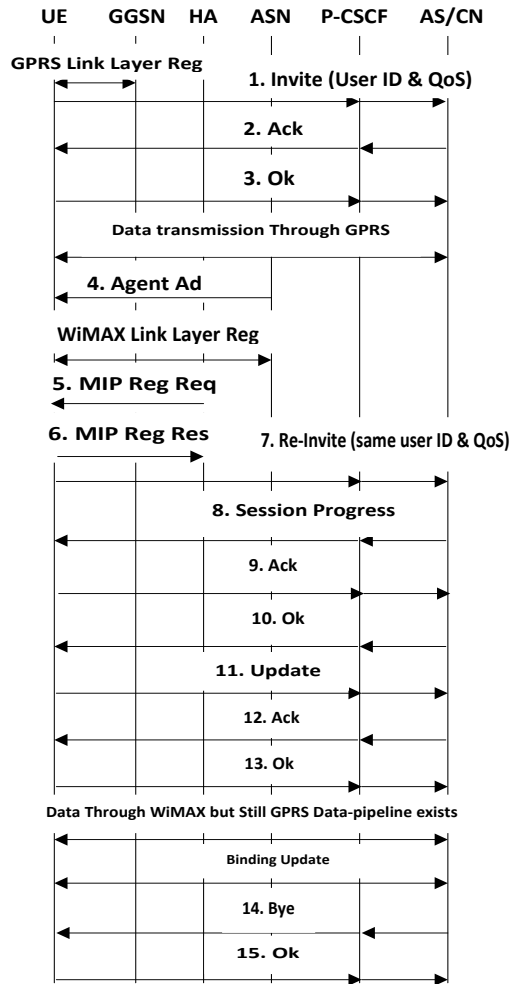 UE GGSN HA ASN P-CSCF AS/CN
GPRS Link Layer Reg
1. Invite (User ID & QoS)
2. Ack
3. Ok
Data transmission Through GPRS
4. Agent Ad
WiMAX Link Layer Reg
5. MIP Reg Req
6. MIP Reg Res
7. Re-Invite (same user ID & QoS)
8. Session Progress
9. Ack
10. Ok
11. Update
12. Ack
13. Ok
Data Through WiMAX but Still GPRS Data-pipeline exists
Binding Update
14. Bye
15. Ok